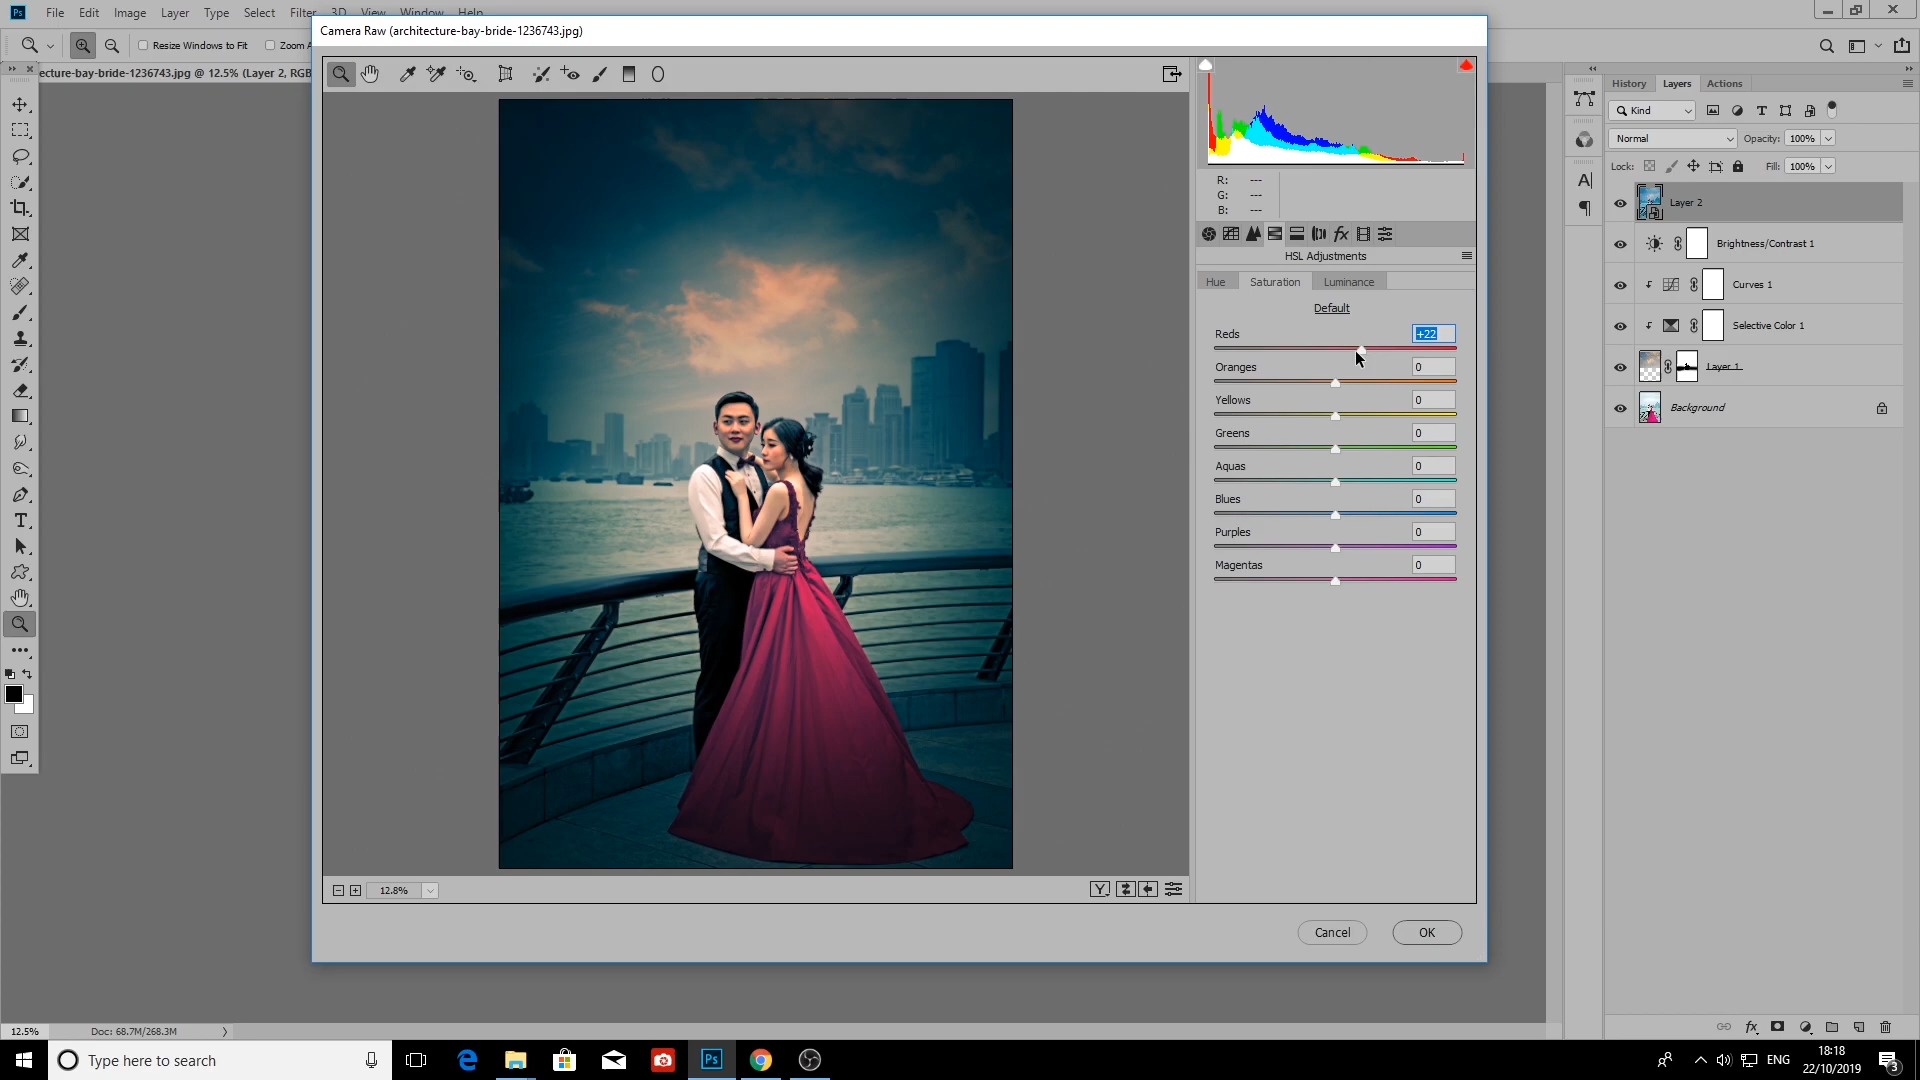 Ps File Edit Image Layer Type Select Filter 3D View Window Help
Camera Raw (architecture-bay-bride-1236743.jpg)
Resize Windows to Fit
ecture-bay-bride-1236743.jpg @ 12.5% (Layer 2, RGB
R: ---
G: ---
B: ---
fx
HSL Adjustments
Hue Saturation Luminance
Default
Reds +22
Oranges 0
Yellows 0
Greens 0
Aquas 0
Blues 0
Purples 0
Magentas 0
12.8%
Y
Cancel OK
History Layers Actions
Kind
Normal Opacity: 100%
Lock: Fill: 100%
Layer 2
Brightness/Contrast 1
Curves 1
Selective Color 1
Layer 1
Background
fx
12.5% Doc: 68.7M/268.3M
Type here to search
Ps
ENG
18:18
22/10/2019
3